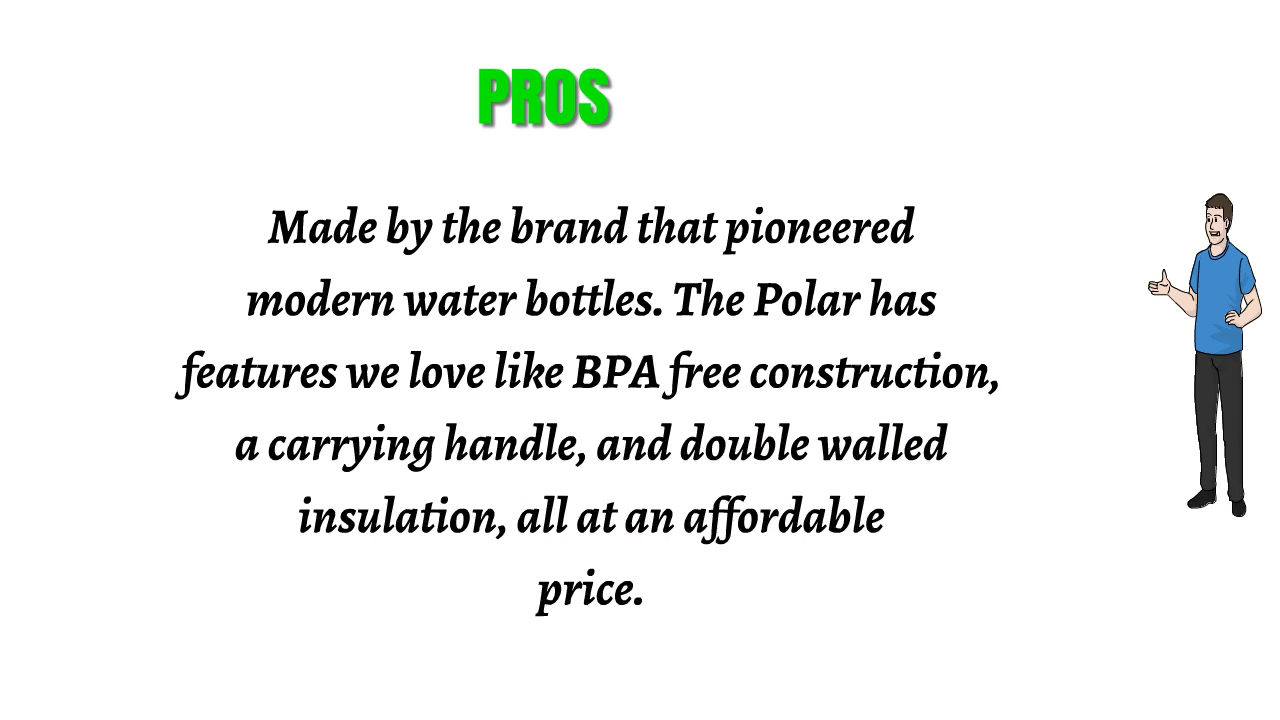 PROS
Made by the brand that pioneered
modern water bottles. The Polar has
features we love like BPA free construction,
a carrying handle, and double walled
insulation, all at an affordable
price.